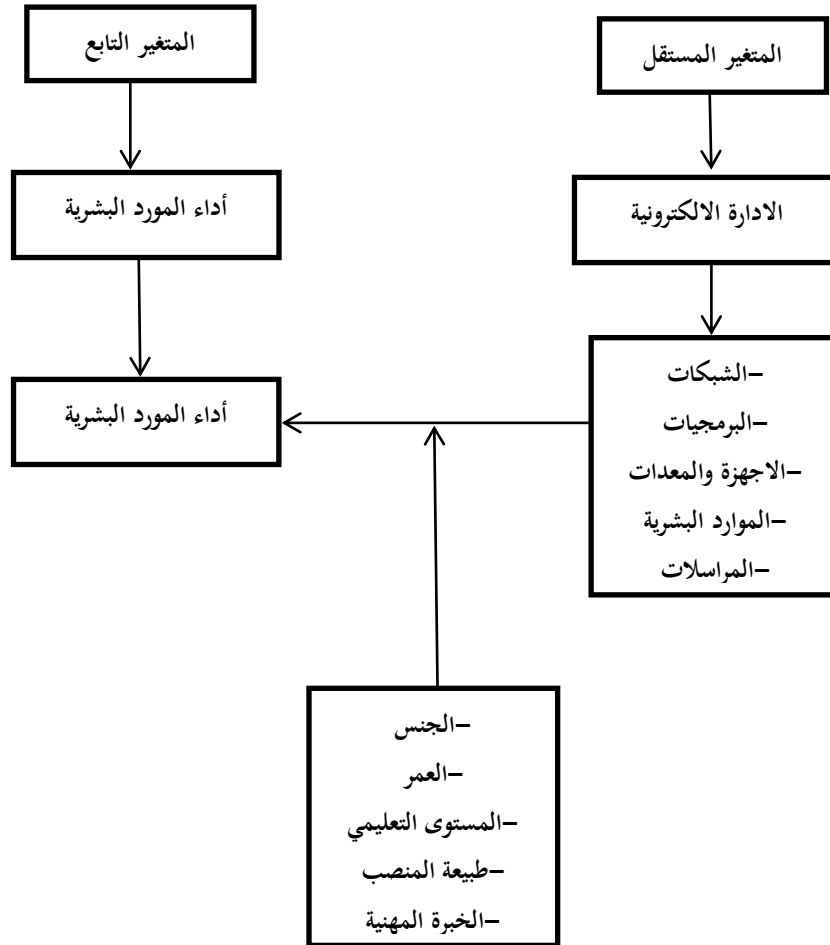 المتغير المستقل
المتغير التابع
الادارة الالكترونية
أداء المورد البشرية
–الشبكات
–البرمجيات
–الاجهزة والمعدات
–الموارد البشرية
–المراسلات
أداء المورد البشرية
–الجنس
–العمر
–المستوى التعليمي
–طبيعة المنصب
–الخبرة المهنية